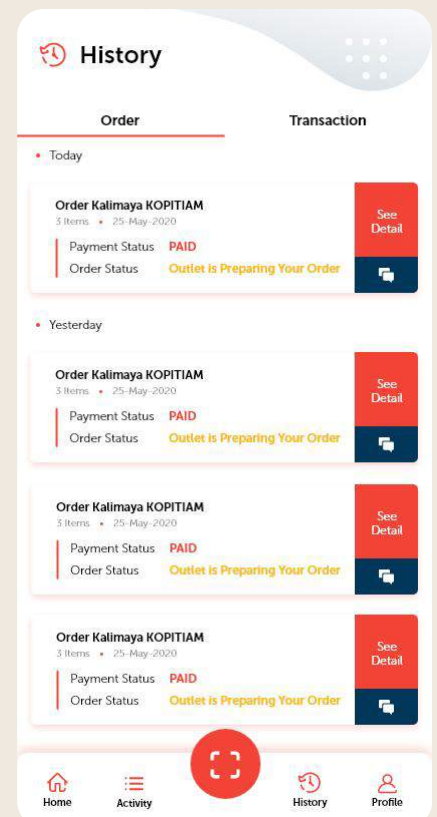 History
Order
Transaction
Today
Order Kalimaya KOPITIAM
3 Items • 25-May-2020
Payment Status PAID
Order Status Outlet is Preparing Your Order
See
Detail
Yesterday
Order Kalimaya KOPITIAM
3 Items • 25-May-2020
Payment Status PAID
Order Status Outlet is Preparing Your Order
See
Detail
Order Kalimaya KOPITIAM
3 Items • 25-May-2020
Payment Status PAID
Order Status Outlet is Preparing Your Order
See
Detail
Order Kalimaya KOPITIAM
3 Items • 25-May-2020
Payment Status PAID
Order Status Outlet is Preparing Your Order
See
Detail
Home
Activity
History
Profile